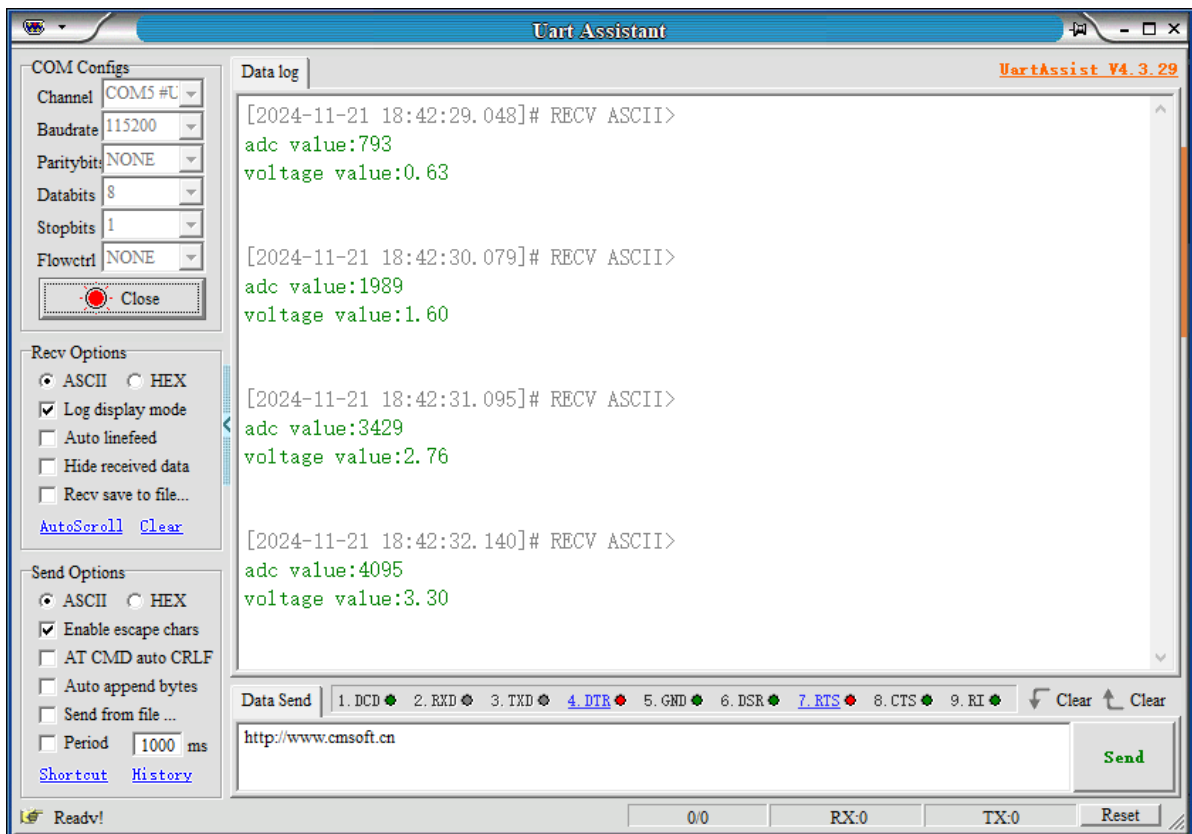 Uart Assistant
COM Configs
Channel COM5 #U
Baudrate 115200
Paritybit: NONE
Databits 8
Stopbits 1
Flowctrl NONE
Close
Recv Options
ASCII HEX
Log display mode
Auto linefeed
Hide received data
Recv save to file...
AutoScroll Clear
Send Options
ASCII HEX
Enable escape chars
AT CMD auto CRLF
Auto append bytes
Send from file ...
Period 1000 ms
Shortcut History
Data log UartAssist V4.3.29
[2024-11-21 18:42:29.048]# RECV ASCII>
adc value:793
voltage value:0.63
[2024-11-21 18:42:30.079]# RECV ASCII>
adc value:1989
voltage value:1.60
[2024-11-21 18:42:31.095]# RECV ASCII>
adc value:3429
voltage value:2.76
[2024-11-21 18:42:32.140]# RECV ASCII>
adc value:4095
voltage value:3.30
Data Send 1. DCD 2. RXD 3. TXD 4. DTR 5. GND 6. DSR 7. RTS 8. CTS 9. RI Clear Clear
http://www.cmsoft.cn
Send
Ready! 0/0 RX:0 TX:0 Reset